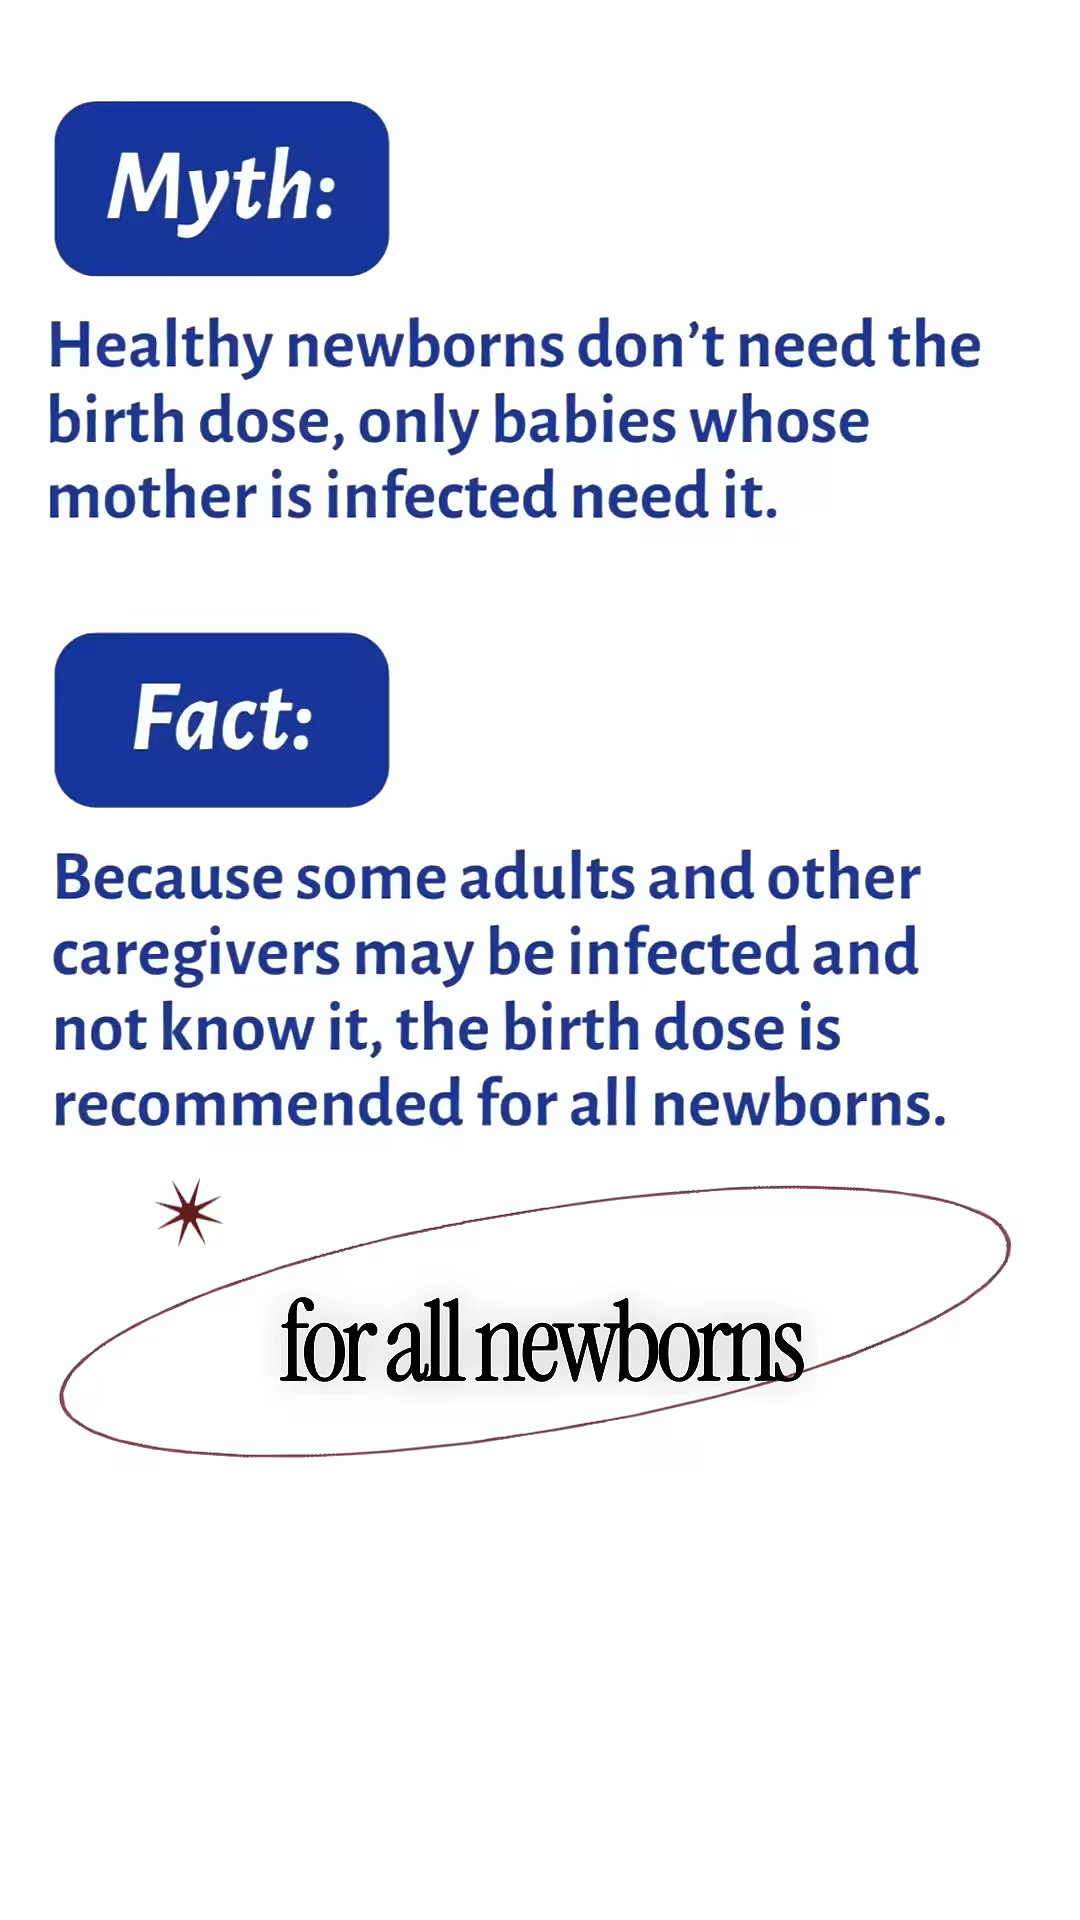 Myth:
Healthy newborns don’t need the
birth dose, only babies whose
mother is infected need it.
Fact:
Because some adults and other
caregivers may be infected and
not know it, the birth dose is
recommended for all newborns.
for all newborns